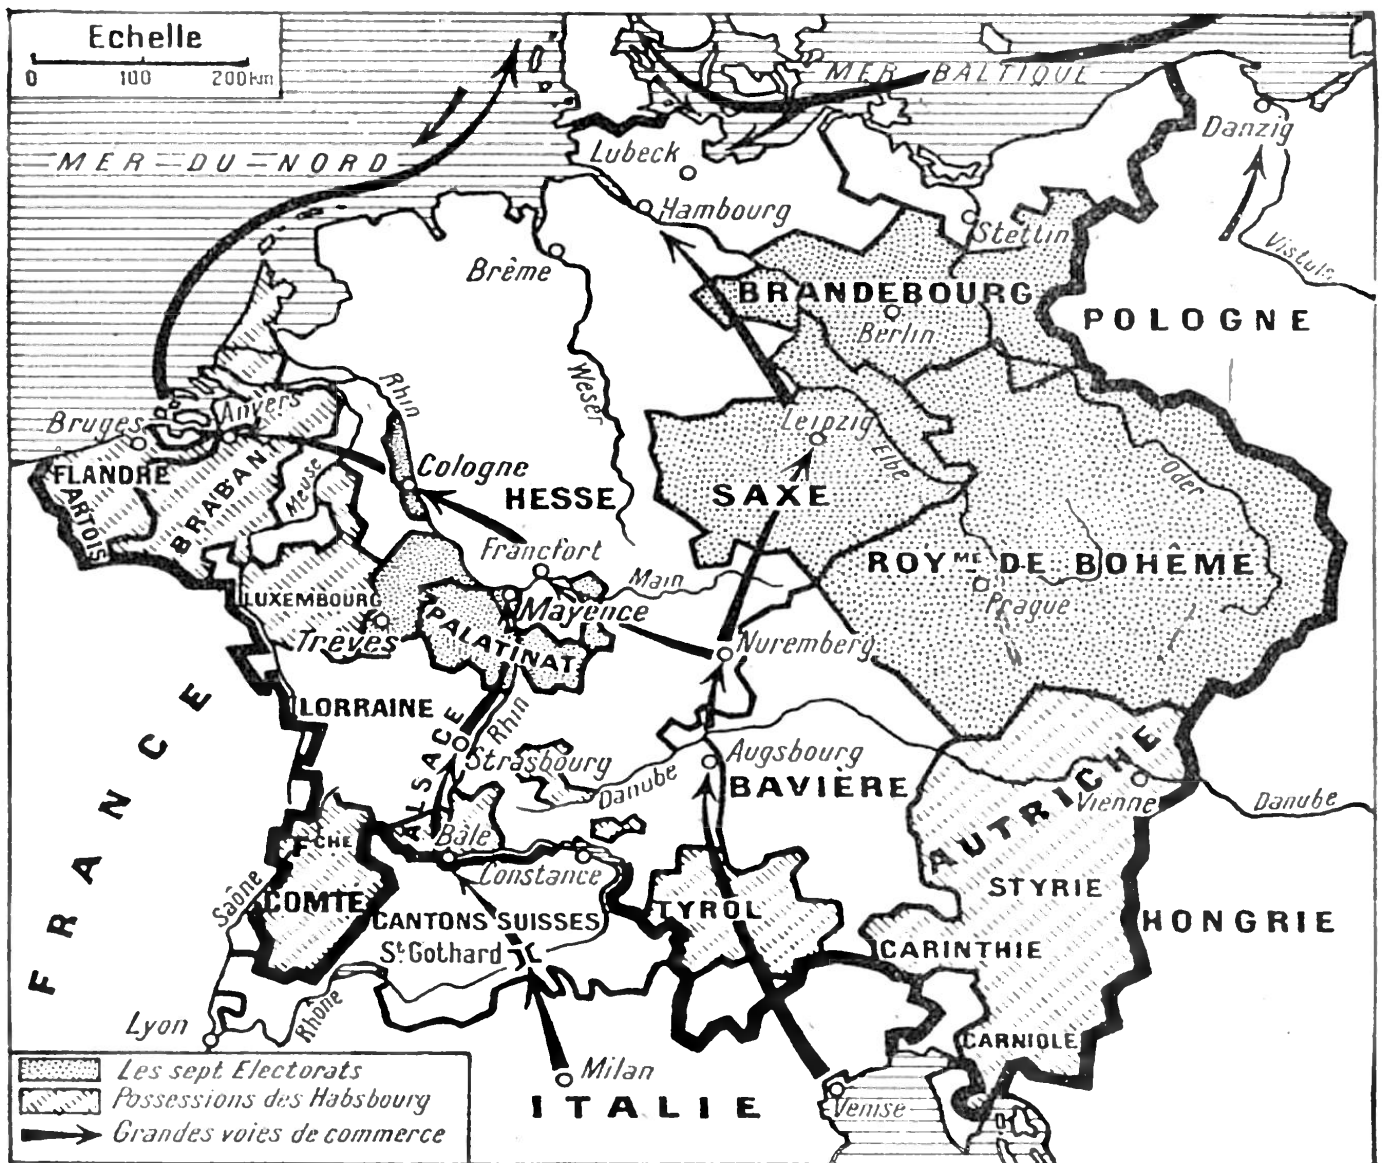 Echelle
0 100 200 km
MER BALTIQUE
MER-DU-NORD
Danzig
Lubeck
Hambourg
Stettin
Vistule
Brême
BRANDEBOURG
Berlin
POLOGNE
Rhin
Weser
Bruges
Anvers
Leipzig
Elbe
FLANDRE
Cologne
Oder
ARTOIS
BRABANT
Meuse
HESSE
SAXE
Francfort
ROYME DE BOHÊME
Main
LUXEMBOURG
Mayence
Prague
Trèves
PALATINAT
Nuremberg
FRANCE
LORRAINE
Rhin
ALSACE
Strasbourg
Augsbourg
Danube
BAVIÈRE
AUTRICHE
Vienne
Danube
Fche
COMTÉ
Bâle
Constance
STYRIE
Saône
CANTONS SUISSES
TYROL
HONGRIE
St Gothard
CARINTHIE
Rhône
Lyon
CARNIOLE
Milan
ITALIE
Venise
Les sept Electorats
Possessions des Habsbourg
Grandes voies de commerce